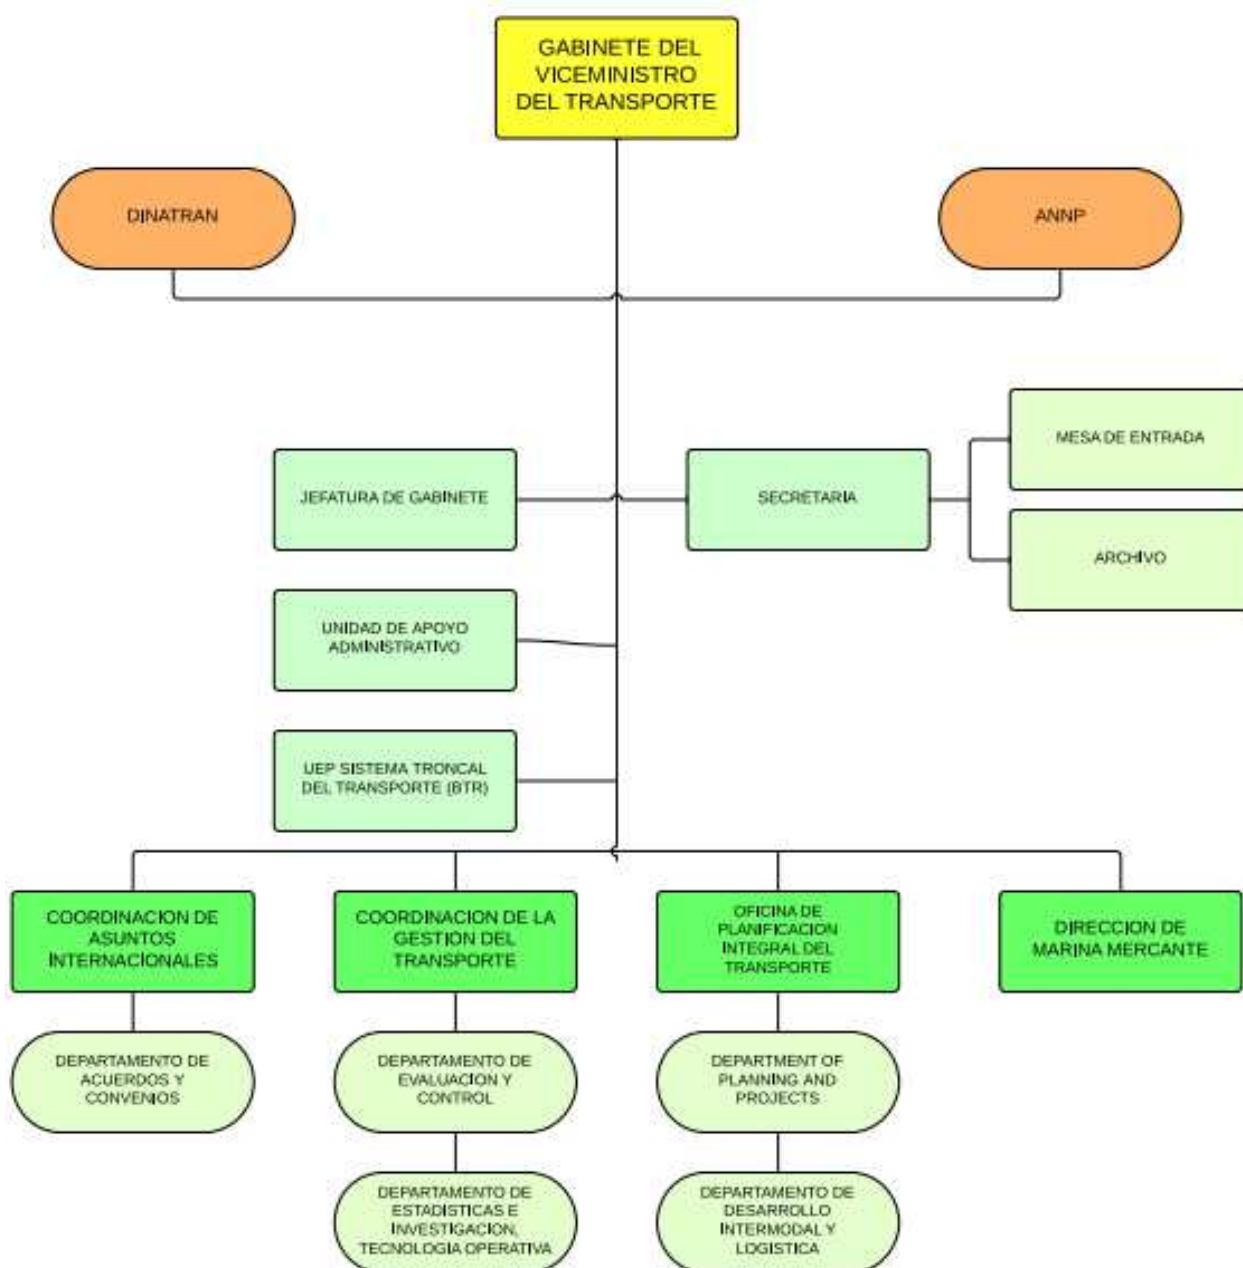 GABINETE DEL
VICEMINISTRO
DEL TRANSPORTE
DINATRAN
ANNP
MESA DE ENTRADA
JEFATURA DE GABINETE
SECRETARIA
ARCHIVO
UNIDAD DE APOYO
ADMINISTRATIVO
UEP SISTEMA TRONCAL
DEL TRANSPORTE (BTR)
COORDINACION DE
ASUNTOS
INTERNACIONALES
COORDINACION DE LA
GESTION DEL
TRANSPORTE
OFICINA DE
PLANIFICACION
INTEGRAL DEL
TRANSPORTE
DIRECCION DE
MARINA MERCANTE
DEPARTAMENTO DE
ACUERDOS Y
CONVENIOS
DEPARTAMENTO DE
EVALUACION Y
CONTROL
DEPARTMENT OF
PLANNING AND
PROJECTS
DEPARTAMENTO DE
ESTADISTICAS E
INVESTIGACION,
TECNOLOGIA OPERATIVA
DEPARTAMENTO DE
DESARROLLO
INTERMODAL Y
LOGISTICA